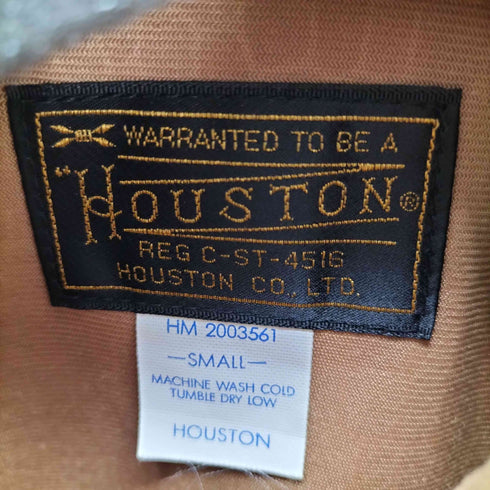 WARRANTED TO BE A
"HOUSTON®
REG C-ST-4516
HOUSTON CO., LTD.
HM 2003561
—SMALL—
MACHINE WASH COLD
TUMBLE DRY LOW
HOUSTON